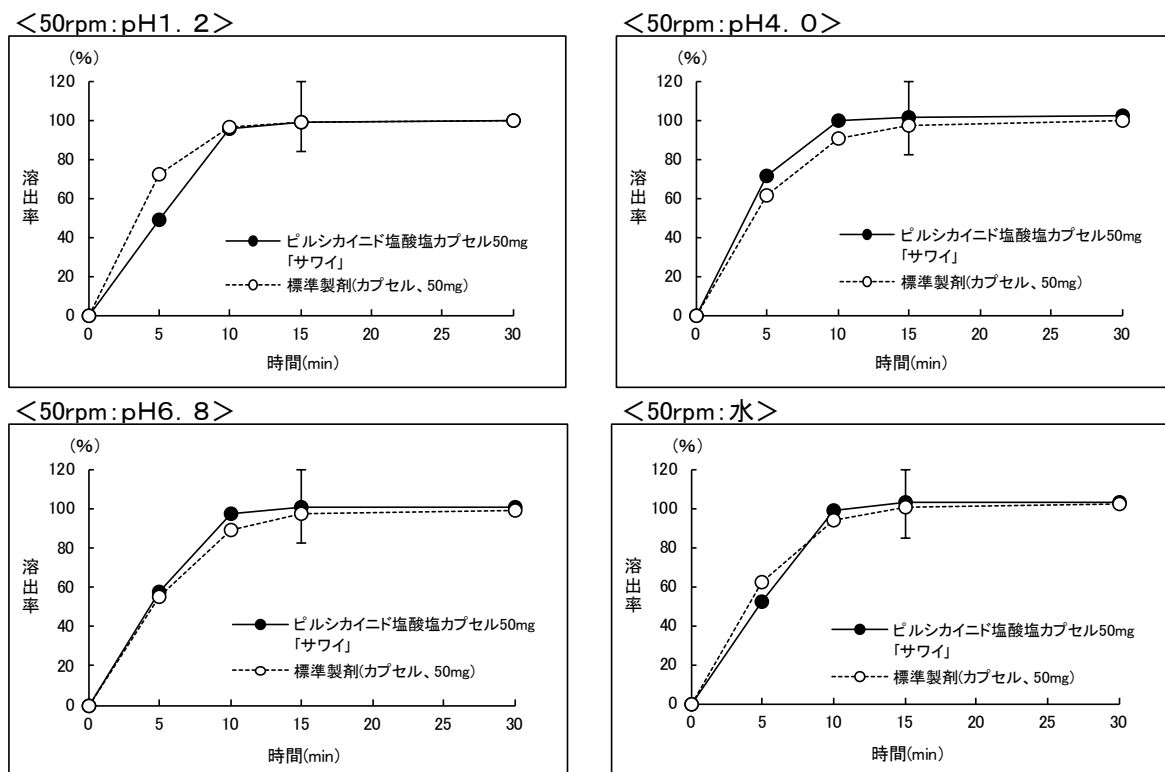 <50rpm:pH1.2>
(%)
120
100
80
60
40
20
0
溶出率
ピルシカイニド塩酸塩カプセル50mg
「サワイ」
標準製剤(カプセル、50mg)
0 5 10 15 20 25 30
時間(min)
<50rpm:pH4.0>
(%)
120
100
80
60
40
20
0
溶出率
ピルシカイニド塩酸塩カプセル50mg
「サワイ」
標準製剤(カプセル、50mg)
0 5 10 15 20 25 30
時間(min)
<50rpm:pH6.8>
(%)
120
100
80
60
40
20
0
溶出率
ピルシカイニド塩酸塩カプセル50mg
「サワイ」
標準製剤(カプセル、50mg)
0 5 10 15 20 25 30
時間(min)
<50rpm:水>
(%)
120
100
80
60
40
20
0
溶出率
ピルシカイニド塩酸塩カプセル50mg
「サワイ」
標準製剤(カプセル、50mg)
0 5 10 15 20 25 30
時間(min)